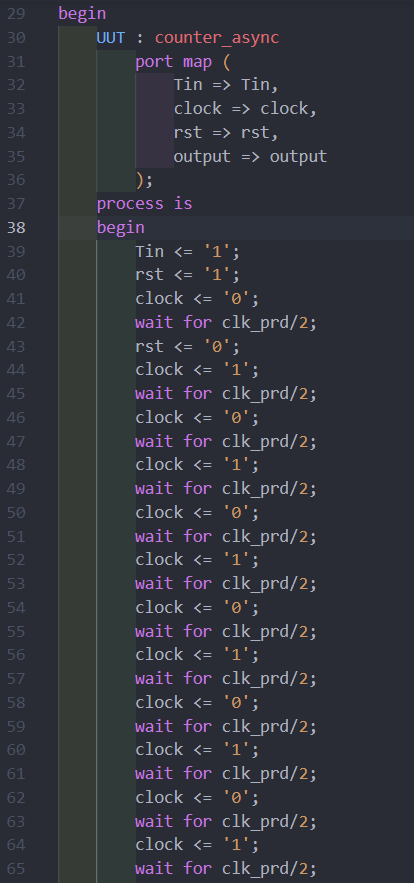 29 begin
30 UUT : counter_async
31 port map (
32 Tin => Tin,
33 clock => clock,
34 rst => rst,
35 output => output
36 );
37 process is
38 begin
39 Tin <= '1';
40 rst <= '1';
41 clock <= '0';
42 wait for clk_prd/2;
43 rst <= '0';
44 clock <= '1';
45 wait for clk_prd/2;
46 clock <= '0';
47 wait for clk_prd/2;
48 clock <= '1';
49 wait for clk_prd/2;
50 clock <= '0';
51 wait for clk_prd/2;
52 clock <= '1';
53 wait for clk_prd/2;
54 clock <= '0';
55 wait for clk_prd/2;
56 clock <= '1';
57 wait for clk_prd/2;
58 clock <= '0';
59 wait for clk_prd/2;
60 clock <= '1';
61 wait for clk_prd/2;
62 clock <= '0';
63 wait for clk_prd/2;
64 clock <= '1';
65 wait for clk_prd/2;